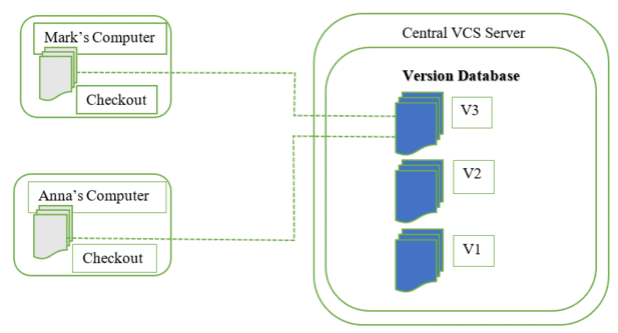 Mark’s Computer
Checkout
Anna’s Computer
Checkout
Central VCS Server
Version Database
V3
V2
V1